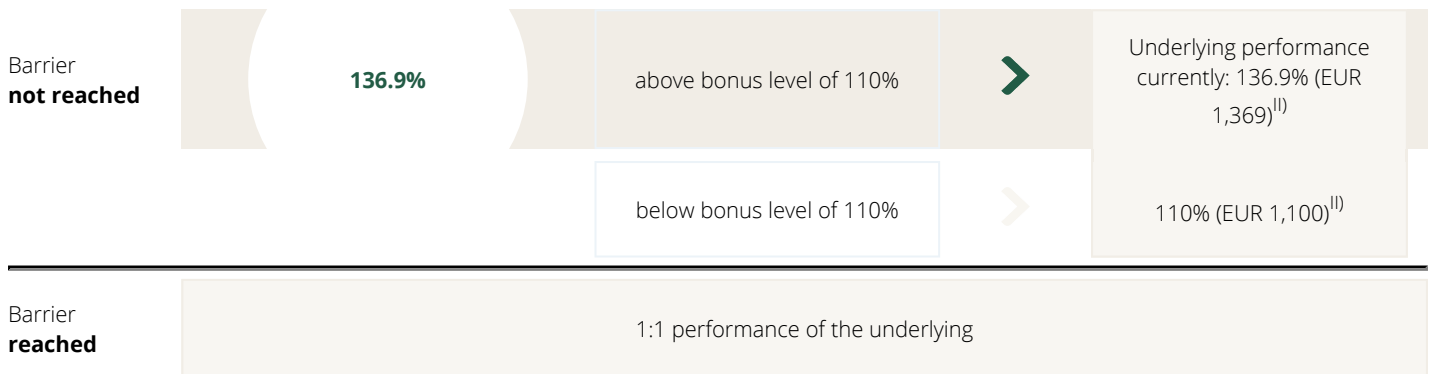 Barrier
not reached
136.9%
above bonus level of 110%
Underlying performance
currently: 136.9% (EUR
1,369)II)
below bonus level of 110%
110% (EUR 1,100)II)
Barrier
reached
1:1 performance of the underlying